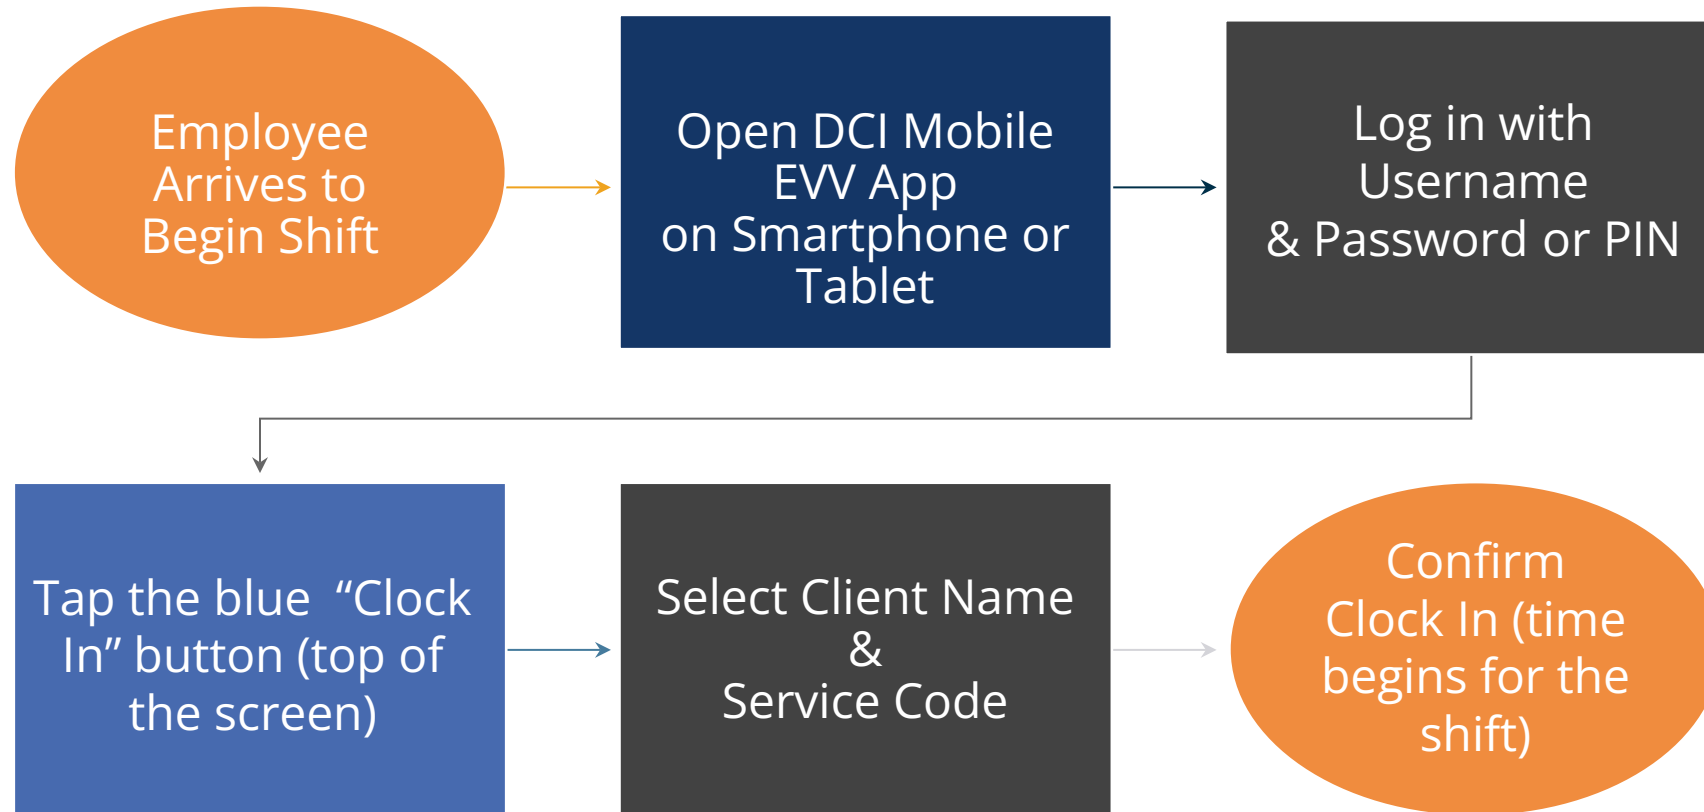 Employee
Arrives to
Begin Shift
Open DCI Mobile
EVV App
on Smartphone or
Tablet
Log in with
Username
& Password or PIN
Tap the blue  “Clock
In” button (top of
the screen)
Select Client Name
&
Service Code
Confirm
Clock In (time
begins for the
shift)